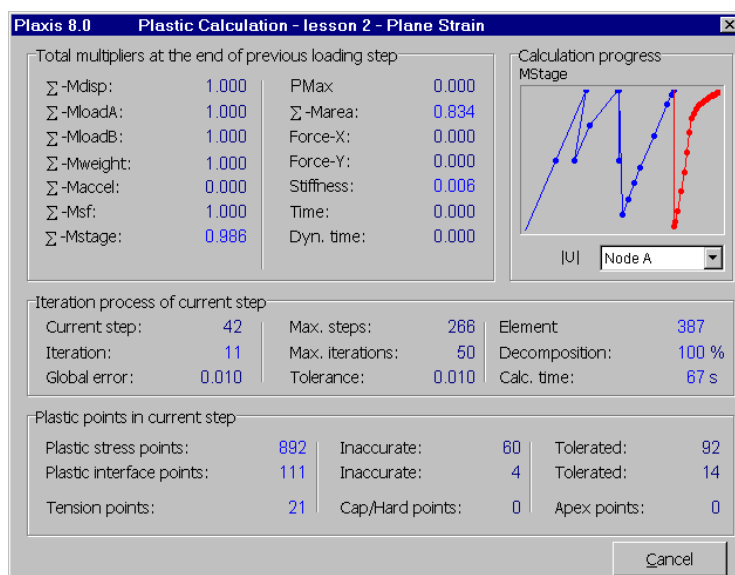 Plaxis 8.0 Plastic Calculation - lesson 2 - Plane Strain
Total multipliers at the end of previous loading step
Σ-Mdisp: 1.000 PMax 0.000
Σ-MloadA: 1.000 Σ-Marea: 0.834
Σ-MloadB: 1.000 Force-X: 0.000
Σ-Mweight: 1.000 Force-Y: 0.000
Σ-Maccel: 0.000 Stiffness: 0.006
Σ-Msf: 1.000 Time: 0.000
Σ-Mstage: 0.986 Dyn. time: 0.000
Calculation progress
MStage
|U| Node A
Iteration process of current step
Current step: 42 Max. steps: 266 Element 387
Iteration: 11 Max. iterations: 50 Decomposition: 100 %
Global error: 0.010 Tolerance: 0.010 Calc. time: 67 s
Plastic points in current step
Plastic stress points: 892 Inaccurate: 60 Tolerated: 92
Plastic interface points: 111 Inaccurate: 4 Tolerated: 14
Tension points: 21 Cap/Hard points: 0 Apex points: 0
Cancel